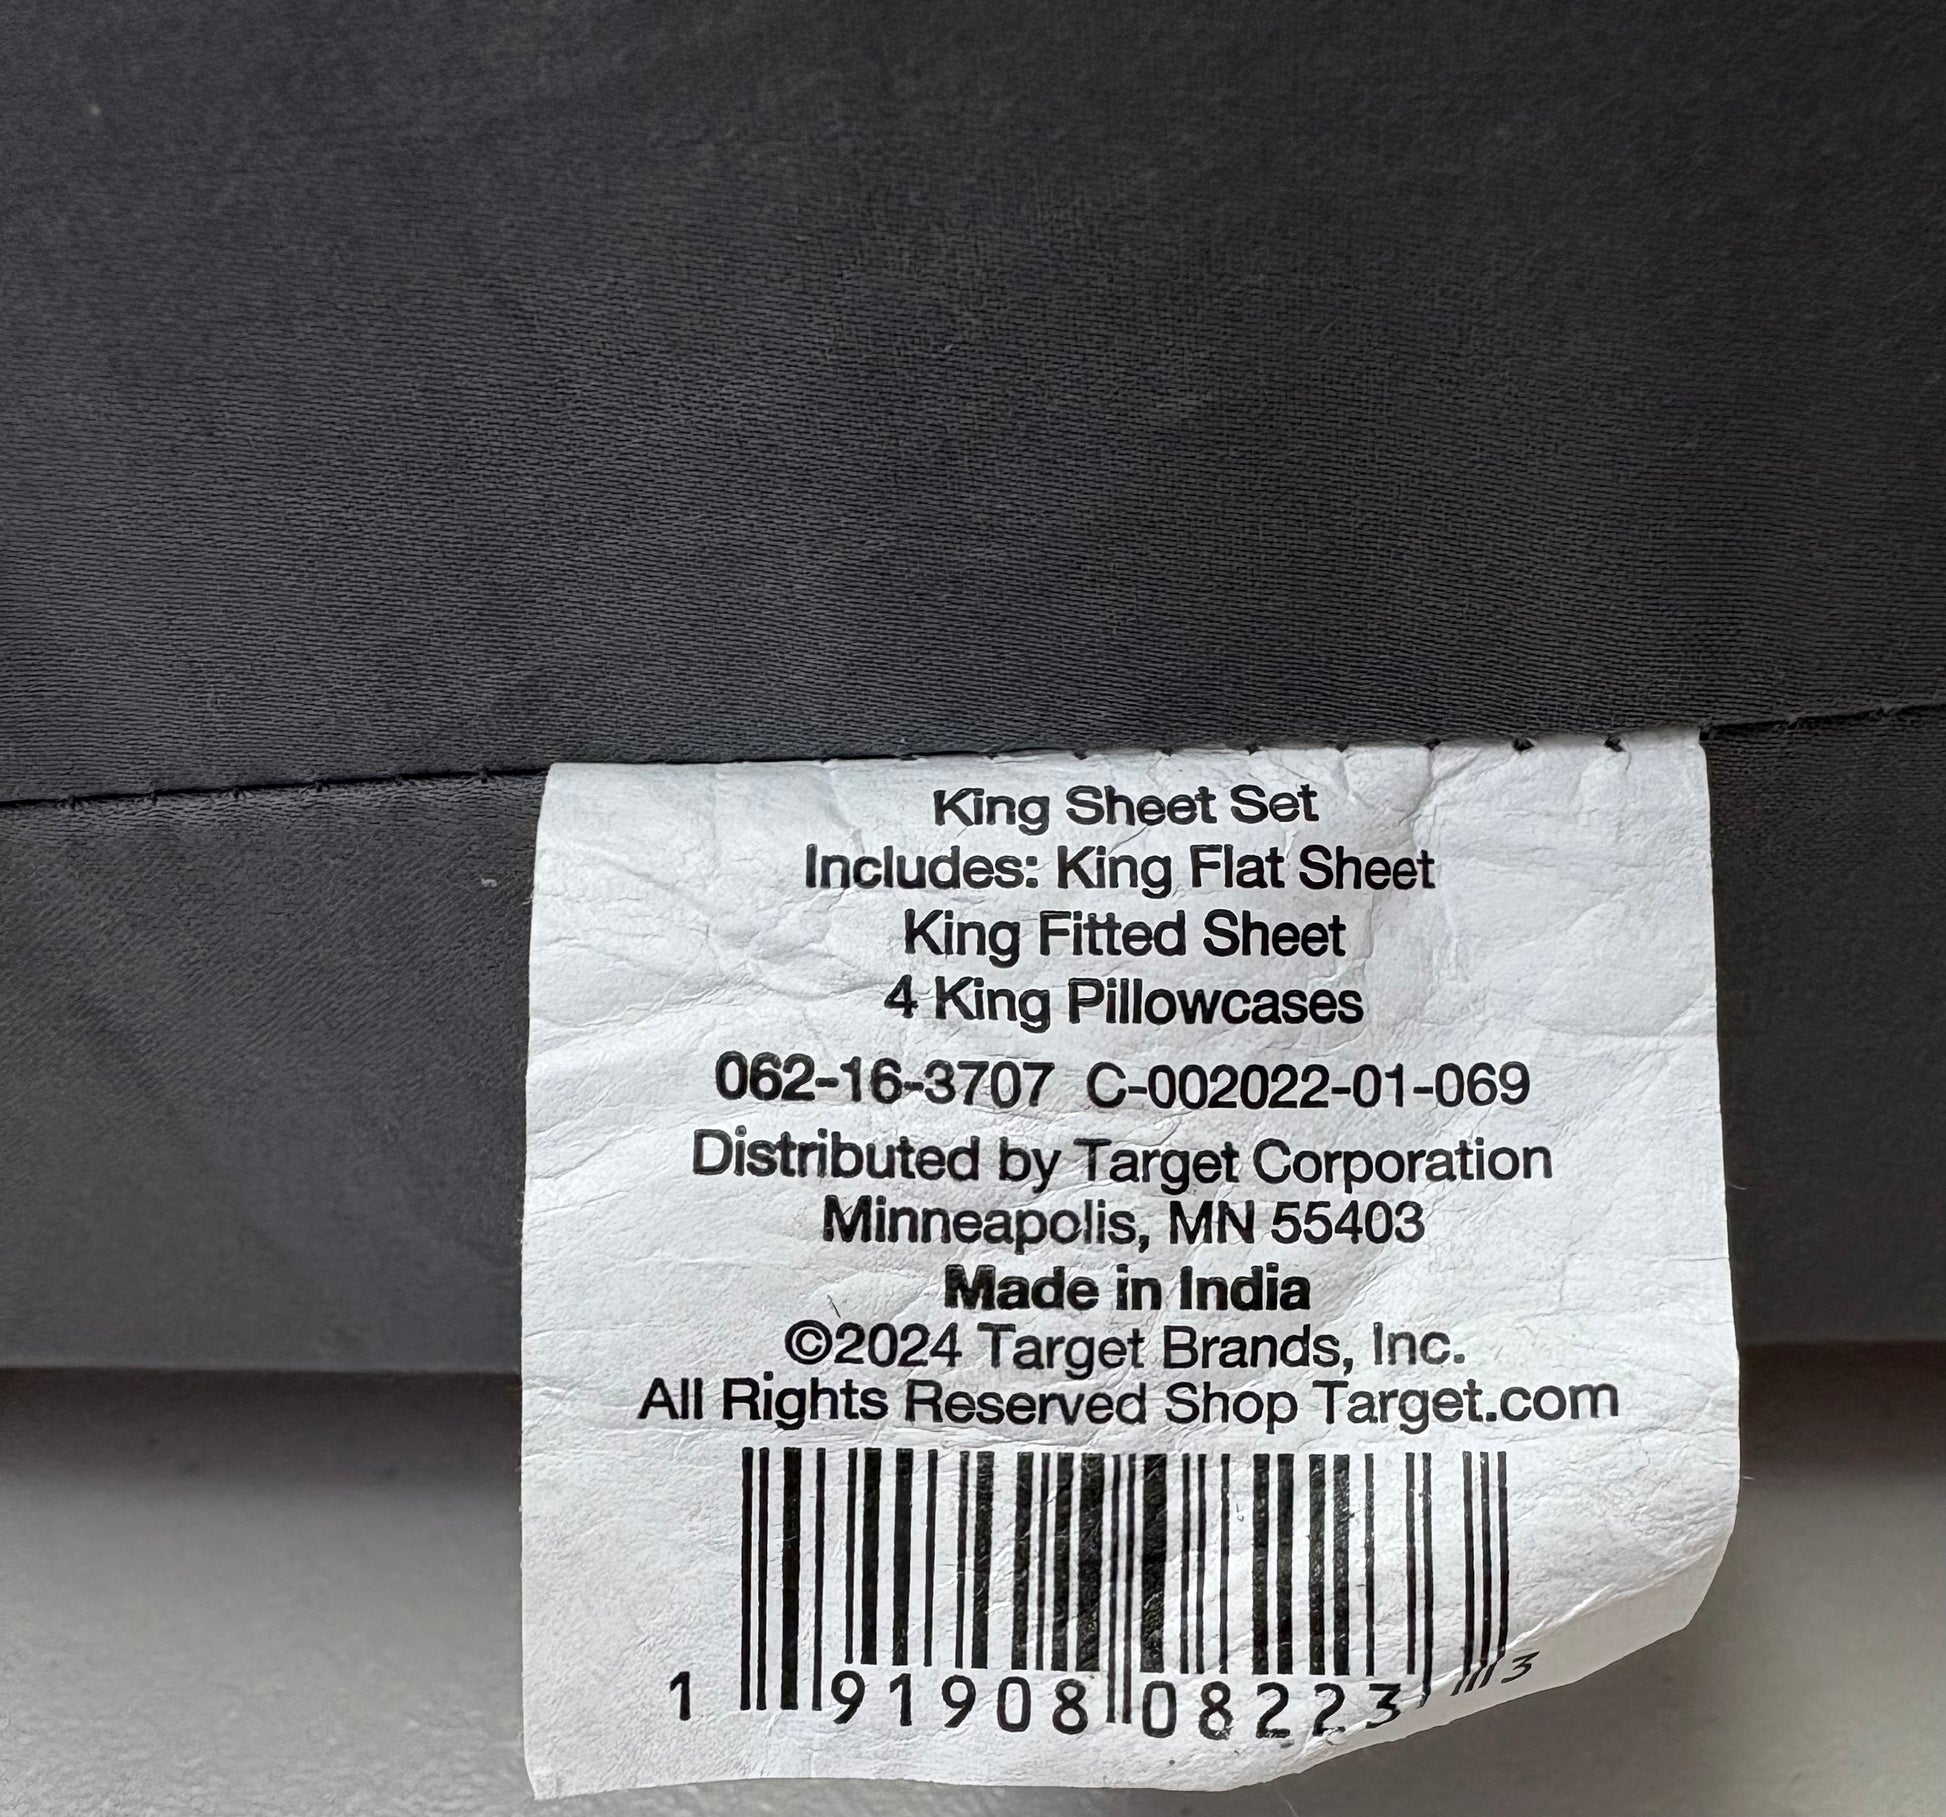 King Sheet Set
Includes: King Flat Sheet
King Fitted Sheet
4 King Pillowcases
062-16-3707 C-002022-01-069
Distributed by Target Corporation
Minneapolis, MN 55403
Made in India
©2024 Target Brands, Inc.
All Rights Reserved Shop Target.com
1 91908 08223 3